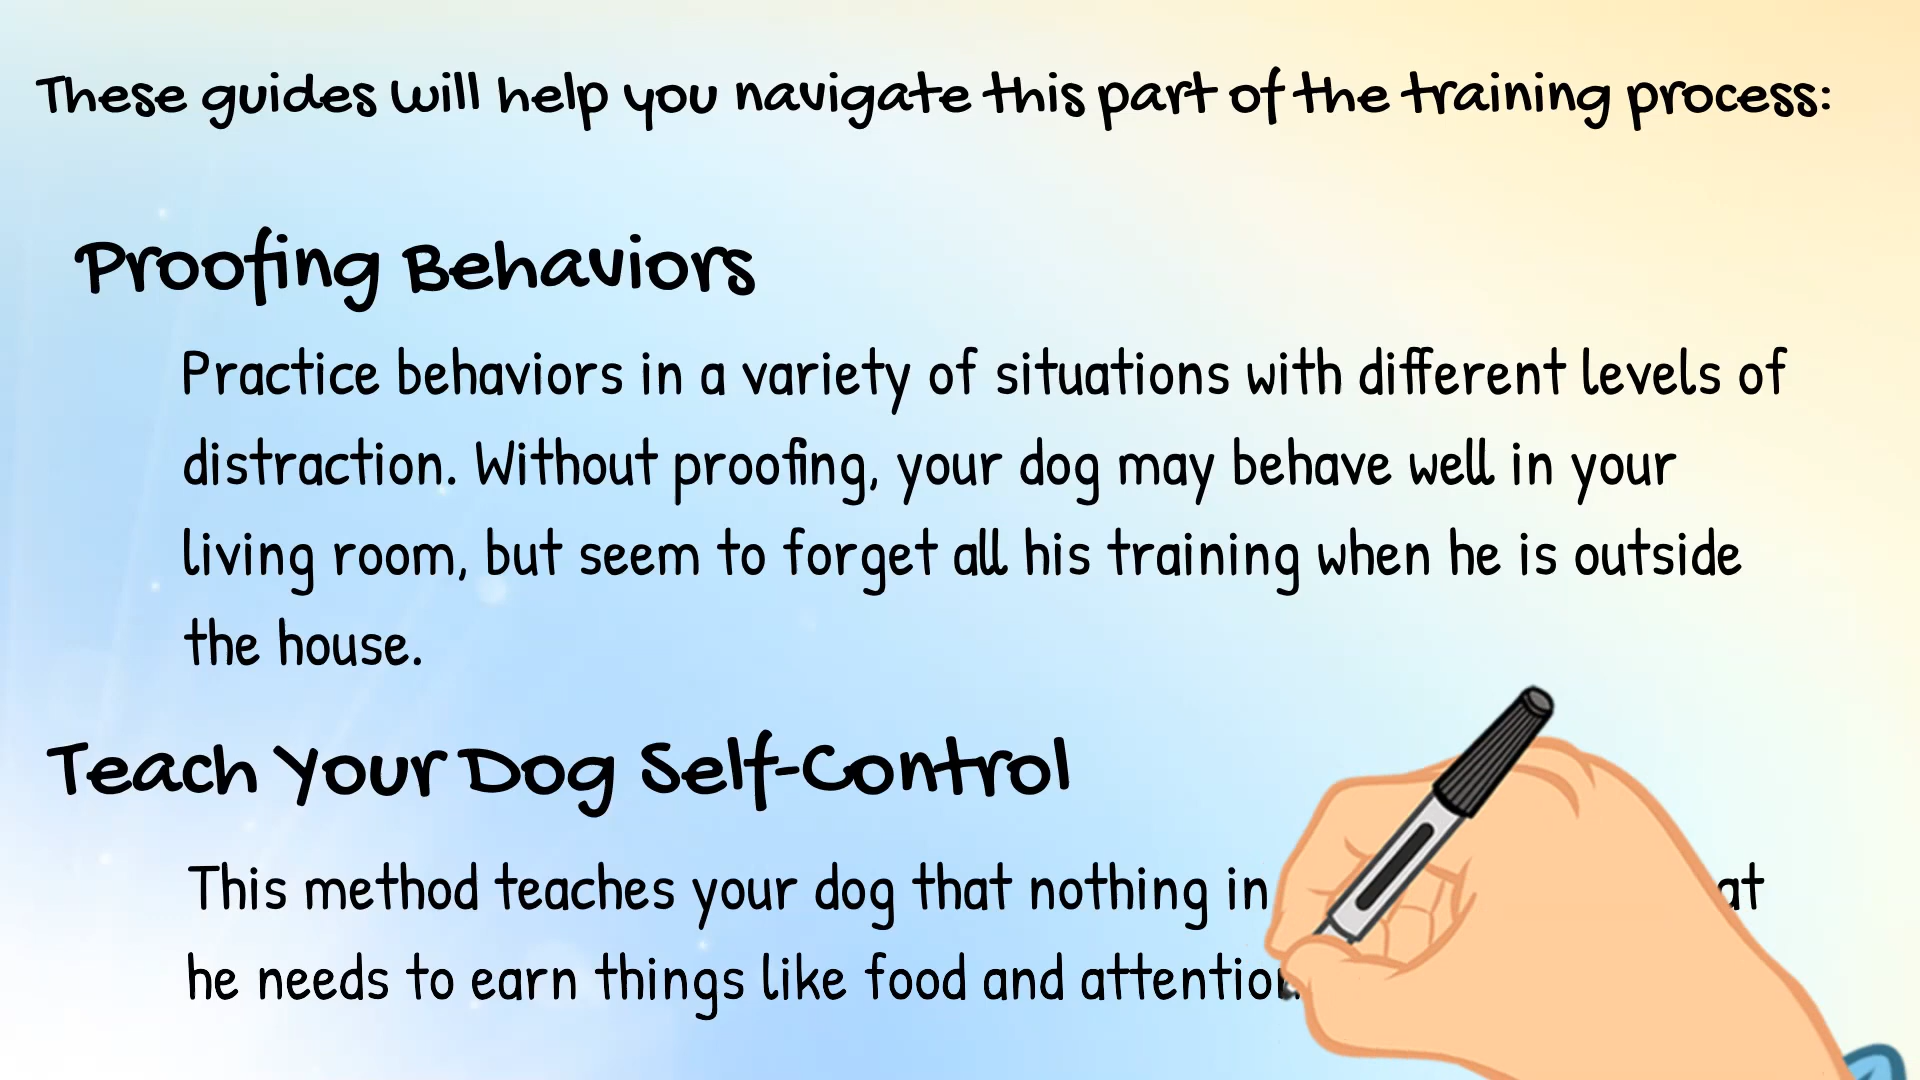 These guides will help you navigate this part of the training process:
Proofing Behaviors
Practice behaviors in a variety of situations with different levels of
distraction. Without proofing, your dog may behave well in your
living room, but seem to forget all his training when he is outside
the house.
Teach Your Dog Self-Control
This method teaches your dog that nothing in
he needs to earn things like food and attention